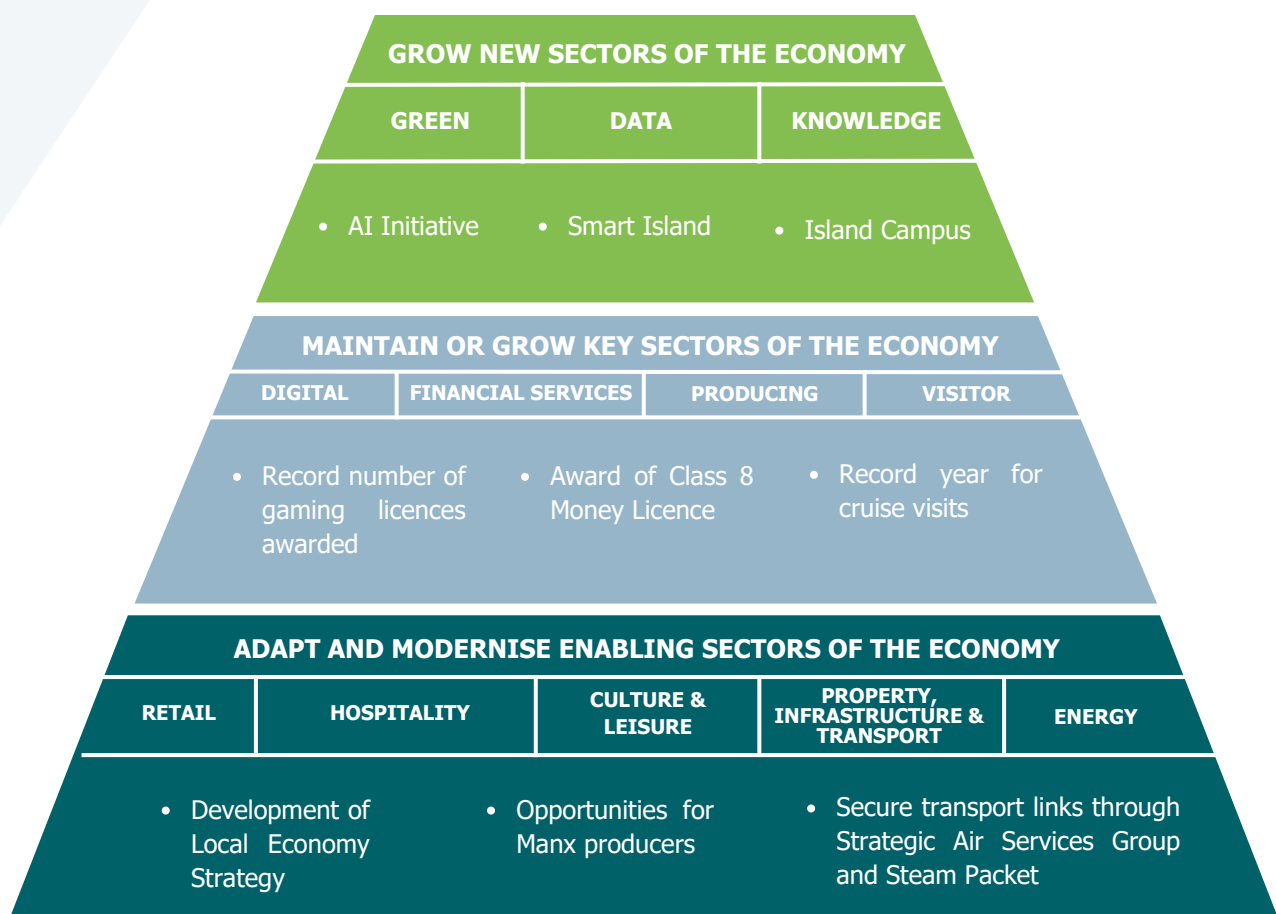 GROW NEW SECTORS OF THE ECONOMY
GREEN
DATA
KNOWLEDGE
• AI Initiative
• Smart Island
• Island Campus
MAINTAIN OR GROW KEY SECTORS OF THE ECONOMY
DIGITAL
FINANCIAL SERVICES
PRODUCING
VISITOR
• Record number of
gaming licences
awarded
• Award of Class 8
Money Licence
• Record year for
cruise visits
ADAPT AND MODERNISE ENABLING SECTORS OF THE ECONOMY
RETAIL
HOSPITALITY
CULTURE &
LEISURE
PROPERTY,
INFRASTRUCTURE &
TRANSPORT
ENERGY
• Development of
Local Economy
Strategy
• Opportunities for
Manx producers
• Secure transport links through
Strategic Air Services Group
and Steam Packet